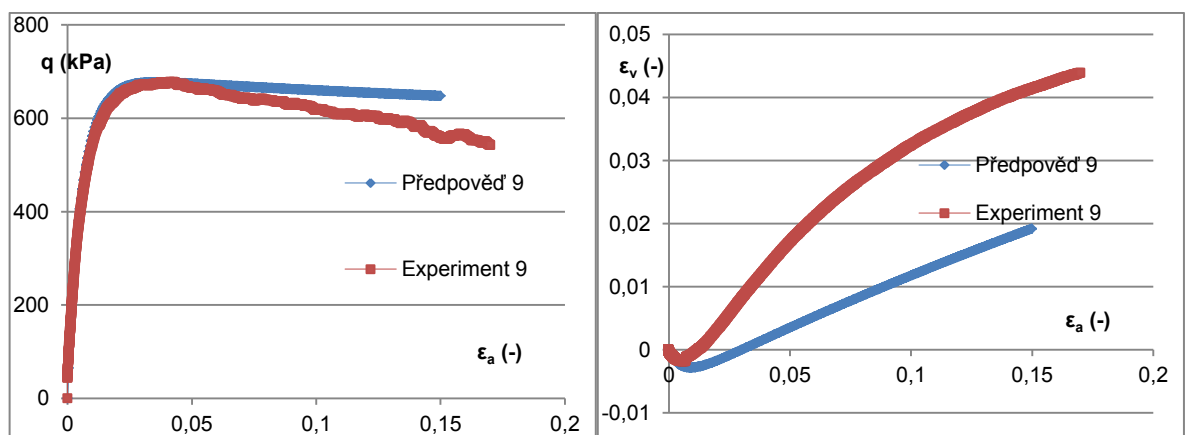 800
q (kPa)
600
400
200
0
0
0,05
0,1
0,15
0,2
εa (-)
Předpověď 9
Experiment 9
0,05
εv (-)
0,04
0,03
0,02
0,01
0
-0,01
0
0,05
0,1
0,15
0,2
εa (-)
Předpověď 9
Experiment 9